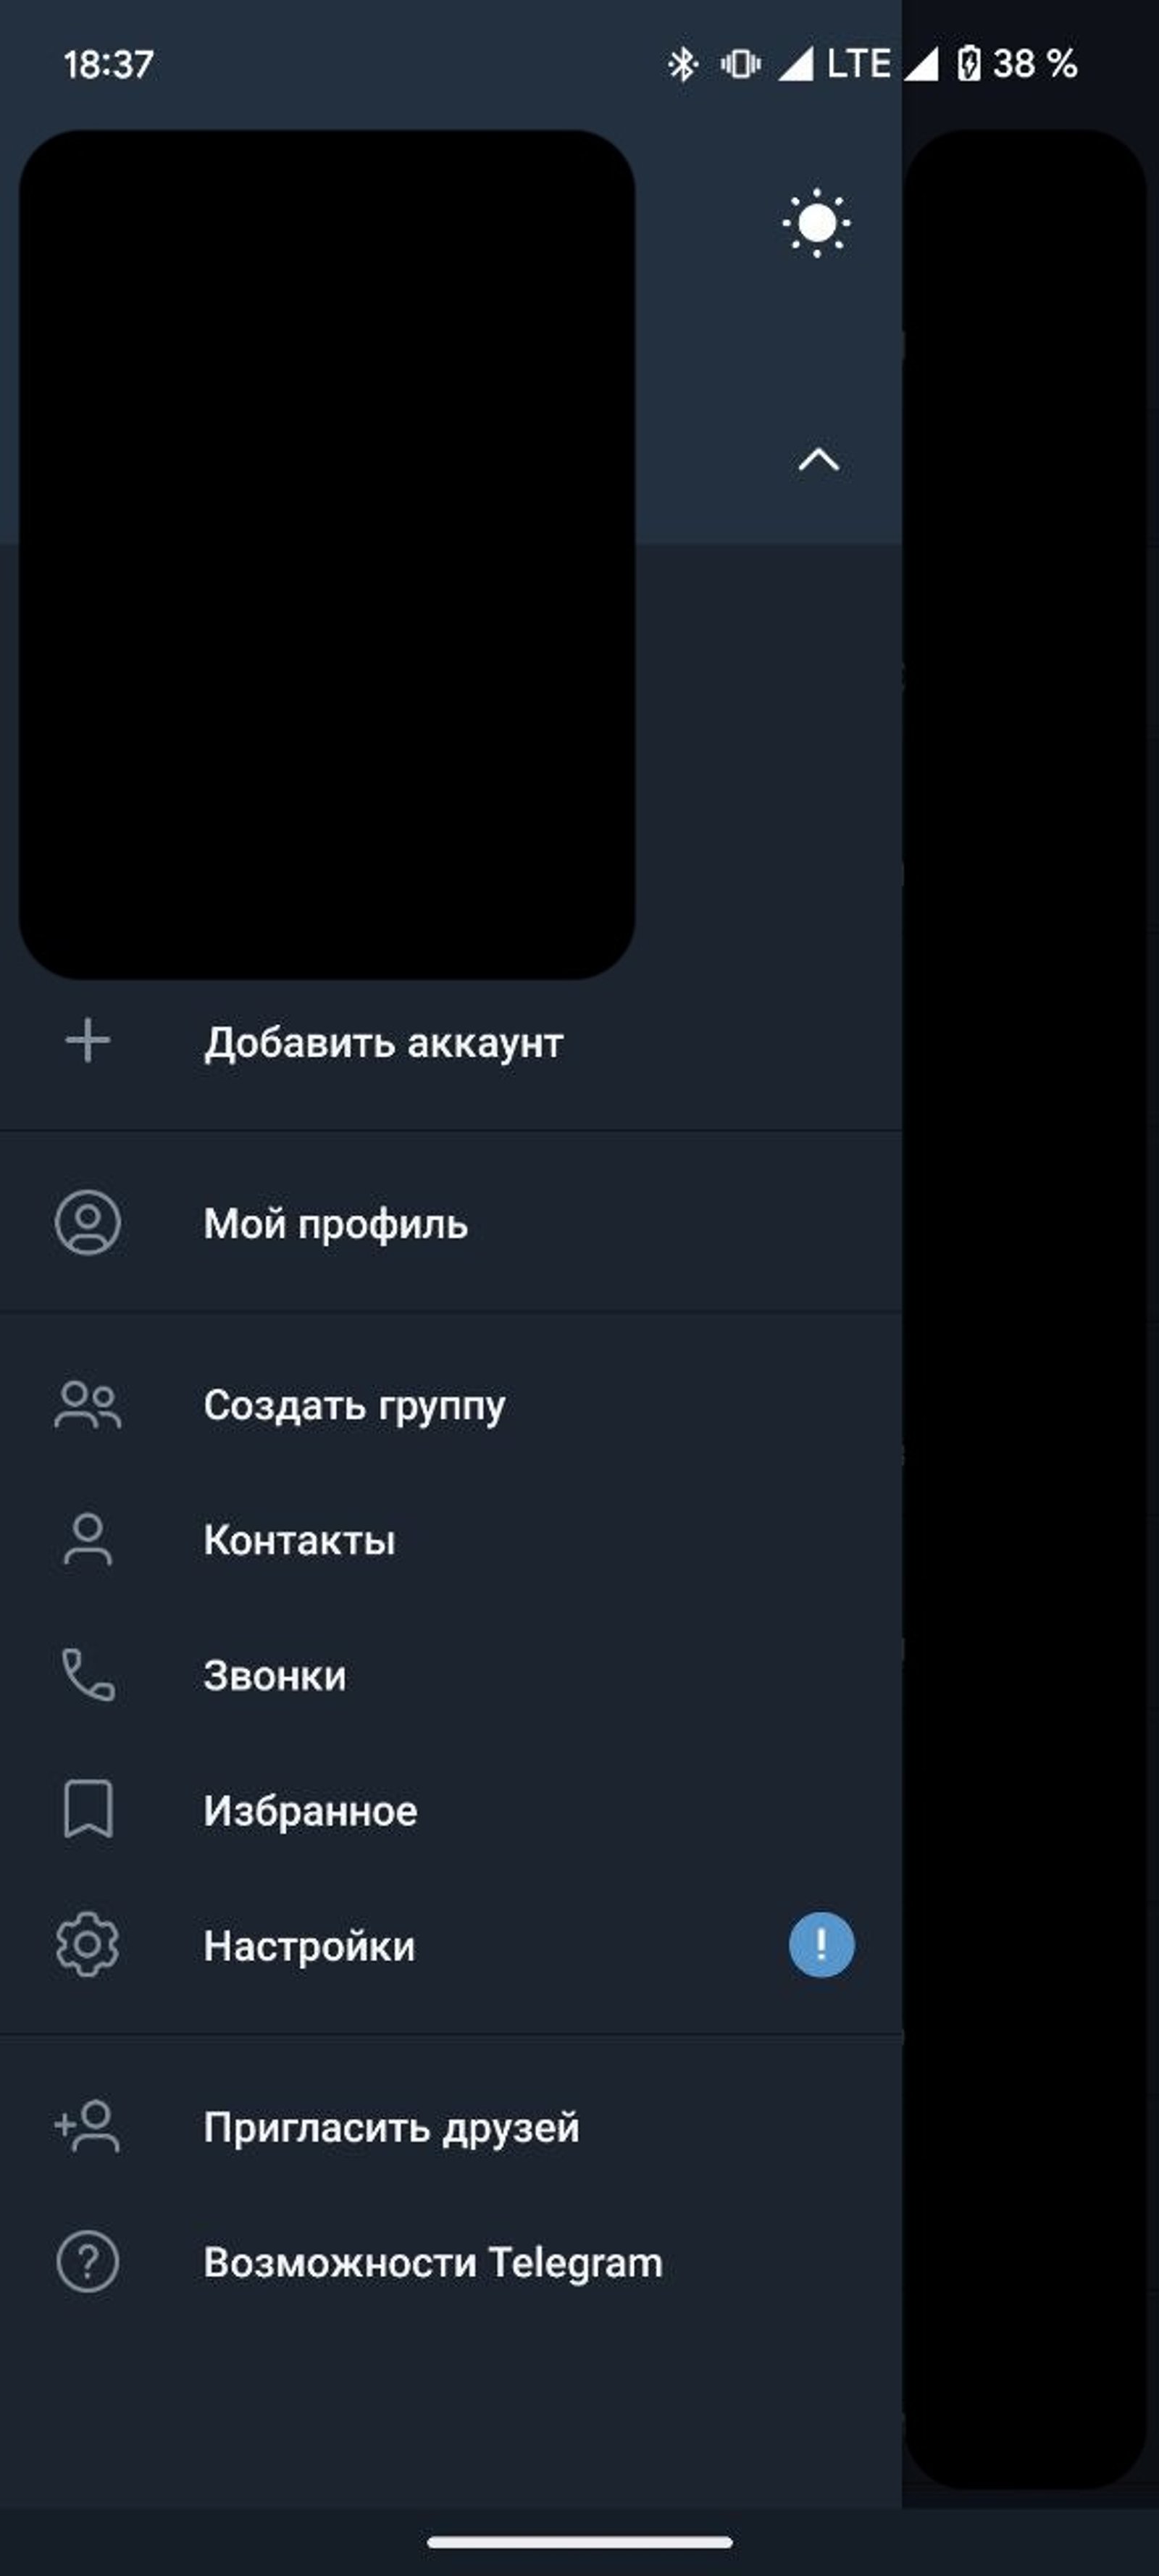 18:37 LTE 38 %
Добавить аккаунт
Мой профиль
Создать группу
Контакты
Звонки
Избранное
Настройки !
Пригласить друзей
? Возможности Telegram